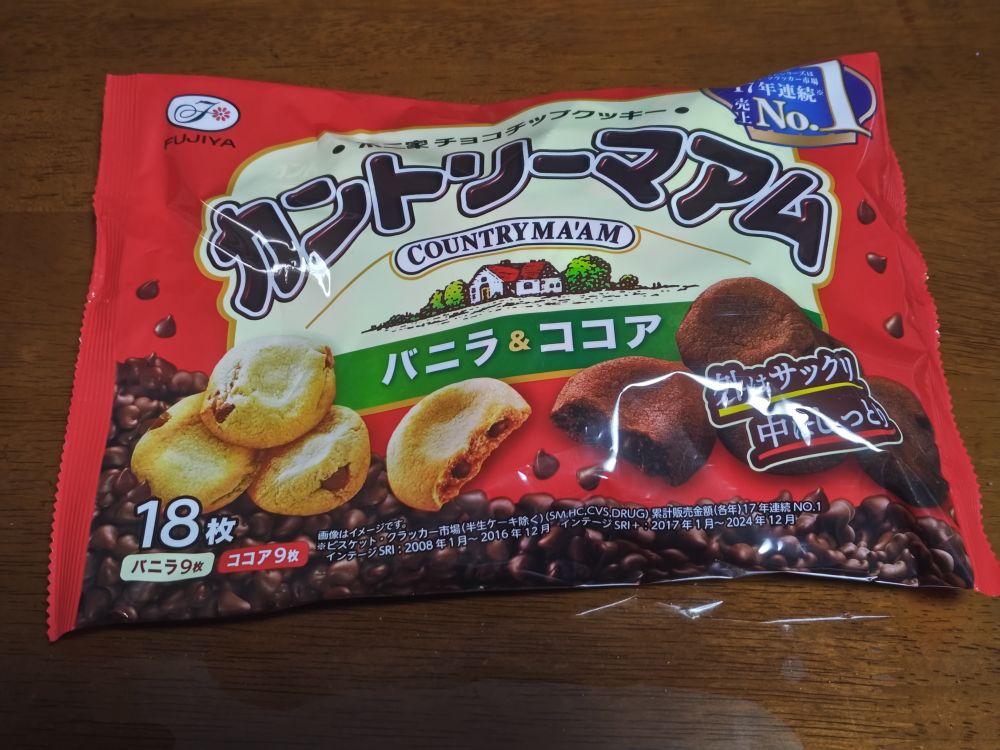 FUJIYA
チョコチップクッキー
カントリーマアム
COUNTRY MA'AM
バニラ&ココア
17年連続※
売上 No.1
外はサックリ
中はしっとり
18枚
バニラ9枚 ココア9枚
画像はイメージです。
※ビスケット・クラッカー市場(半生ケーキ除く)(SM,HC,CVS,DRUG) 累計販売金額(各年)17年連続 NO.1
インテージSRI:2008年1月~2016年12月 インテージSRI+:2017年1月~2024年12月